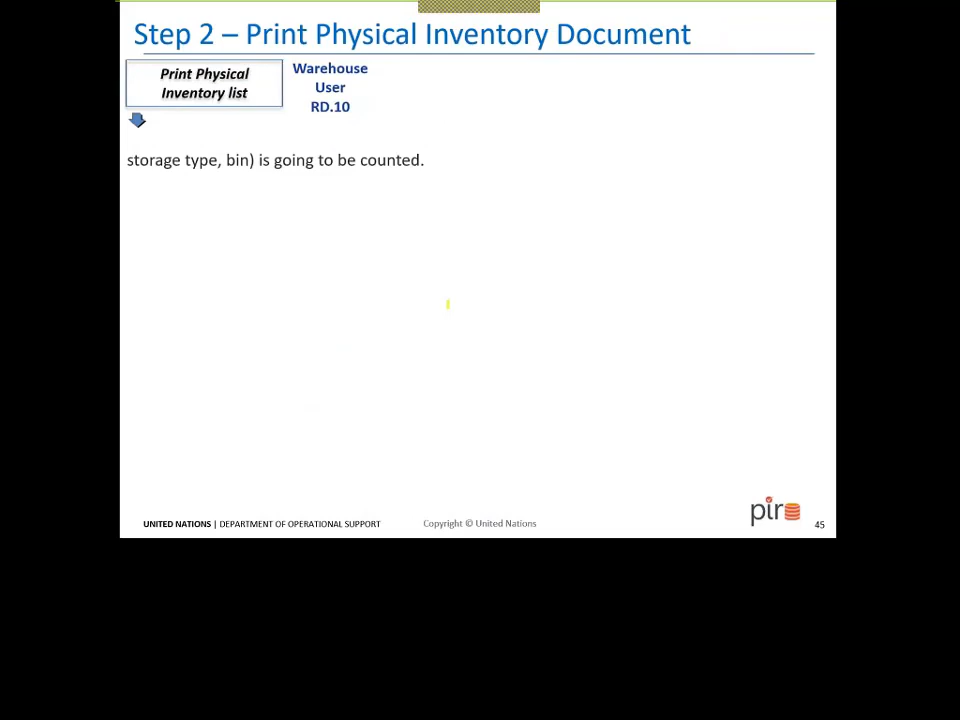 Step 2 – Print Physical Inventory Document
Print Physical
Inventory list
Warehouse
User
RD.10
storage type, bin) is going to be counted.
UNITED NATIONS | DEPARTMENT OF OPERATIONAL SUPPORT
Copyright © United Nations
pir
45